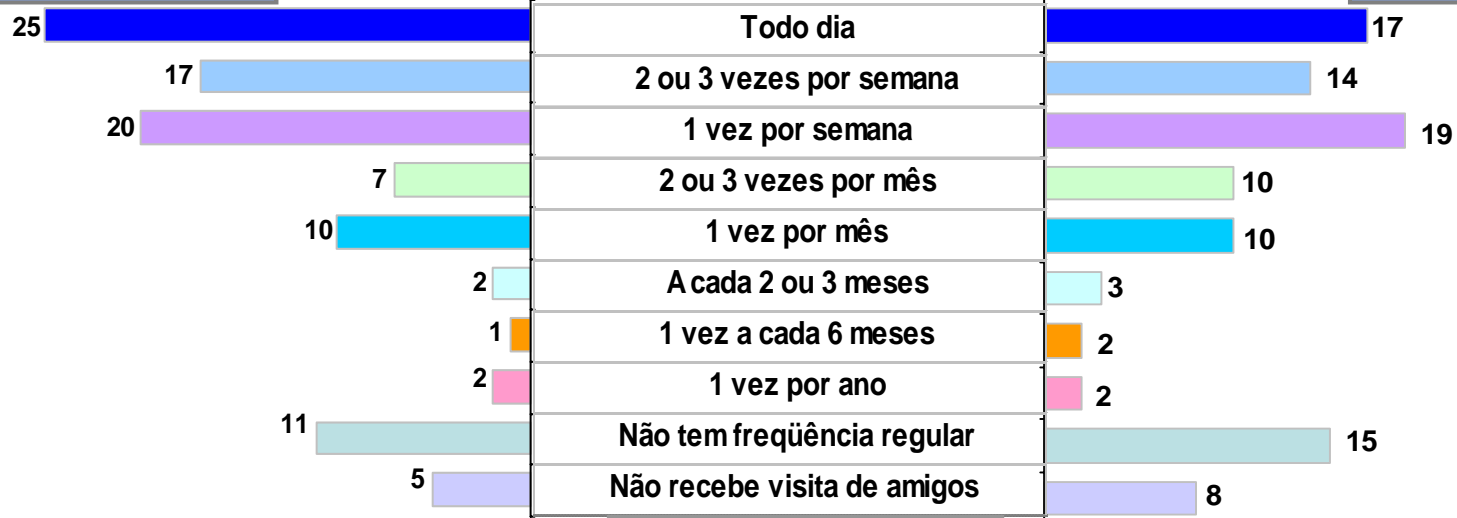 25 Todo dia 17
17 2 ou 3 vezes por semana 14
20 1 vez por semana 19
7 2 ou 3 vezes por mês 10
10 1 vez por mês 10
2 A cada 2 ou 3 meses 3
1 1 vez a cada 6 meses 2
2 1 vez por ano 2
11 Não tem freqüência regular 15
5 Não recebe visita de amigos 8